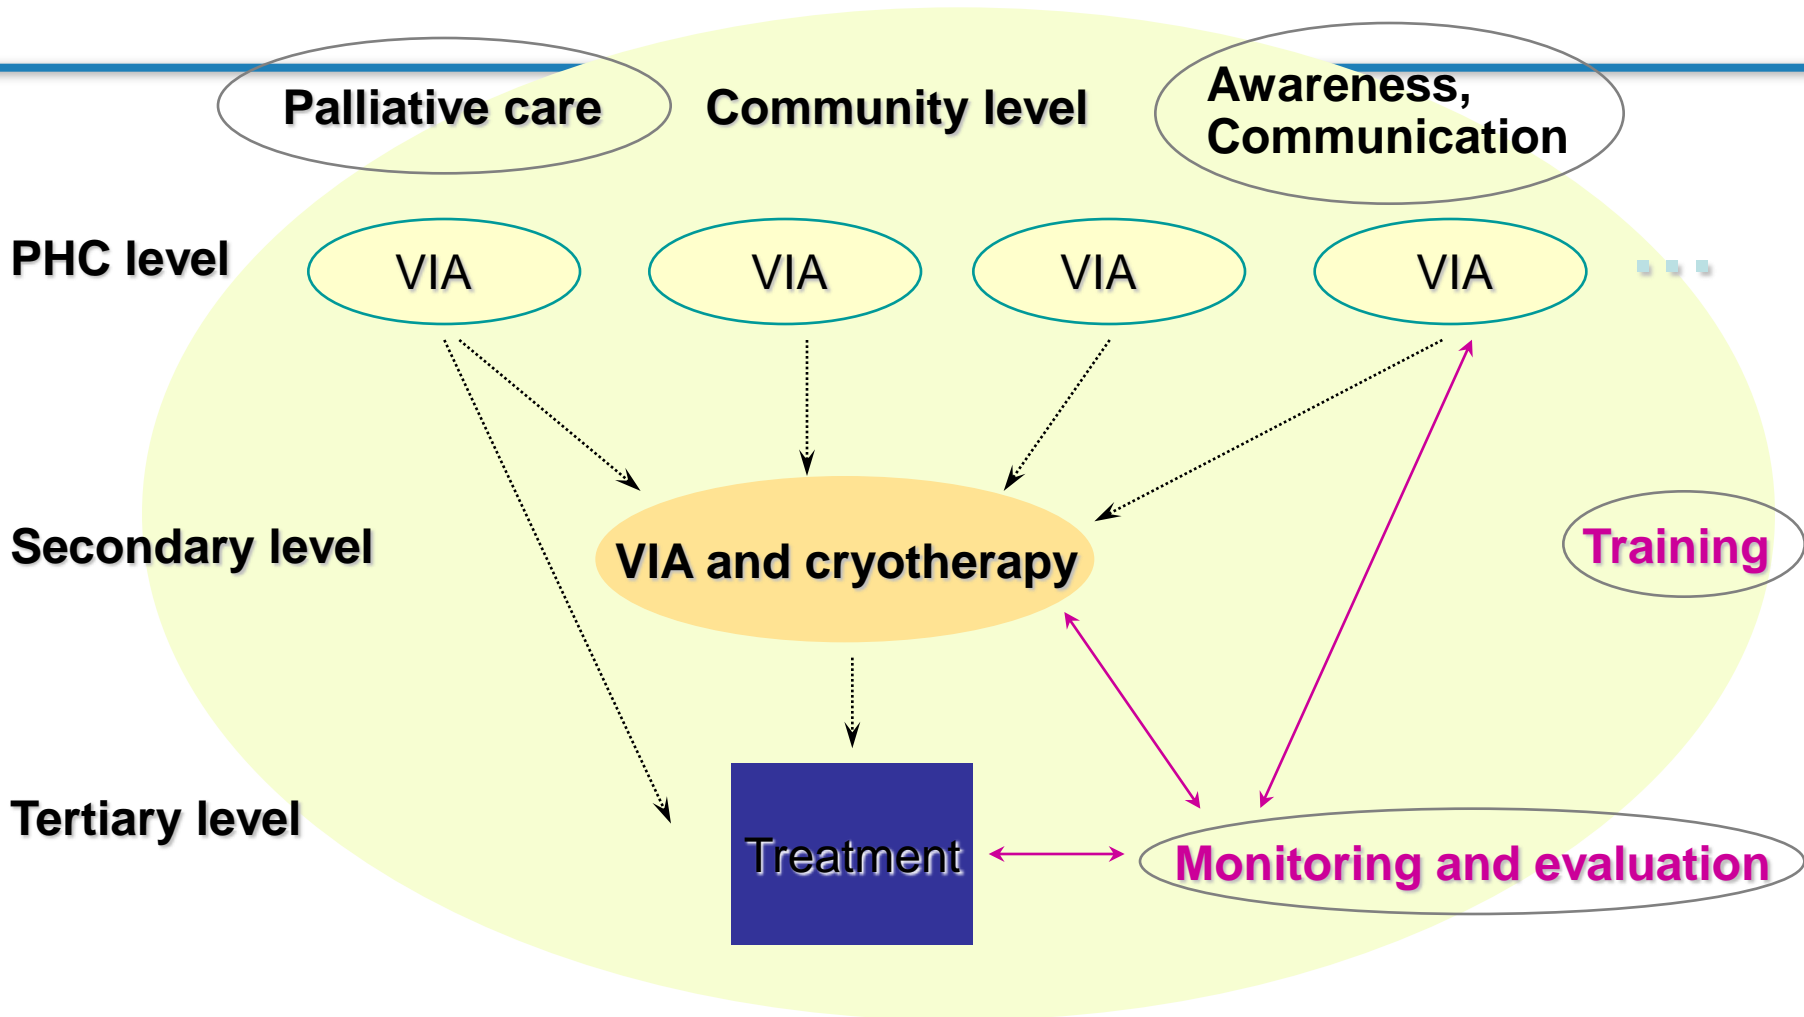 Palliative care
Community level
Awareness,
Communication
PHC level
VIA
VIA
VIA
VIA
...
Secondary level
VIA and cryotherapy
Training
Tertiary level
Treatment
Monitoring and evaluation